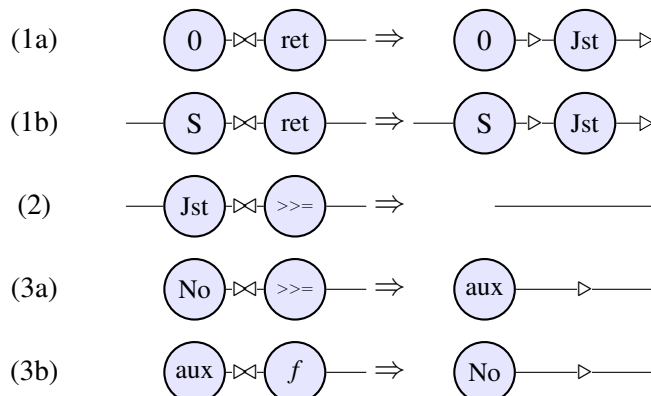 (1a) 0 ret ⇒ 0 Jst
(1b) S ret ⇒ S Jst
(2) Jst >>= ⇒
(3a) No >>= ⇒ aux
(3b) aux f ⇒ No